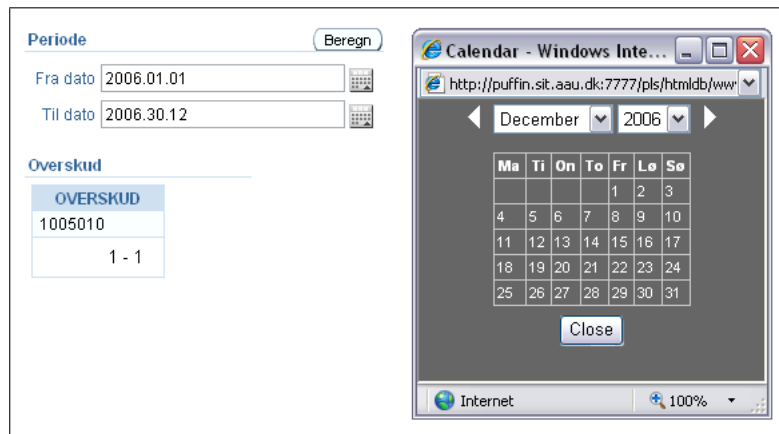 Periode
Beregn
Fra dato 2006.01.01
Til dato 2006.30.12
Overskud
OVERSKUD
1005010
1 - 1
Calendar - Windows Inte...
http://puffin.sit.aau.dk:7777/pls/htmldb/ww
December 2006
Ma Ti On To Fr Lø Sø
1 2 3
4 5 6 7 8 9 10
11 12 13 14 15 16 17
18 19 20 21 22 23 24
25 26 27 28 29 30 31
Close
Internet 100%